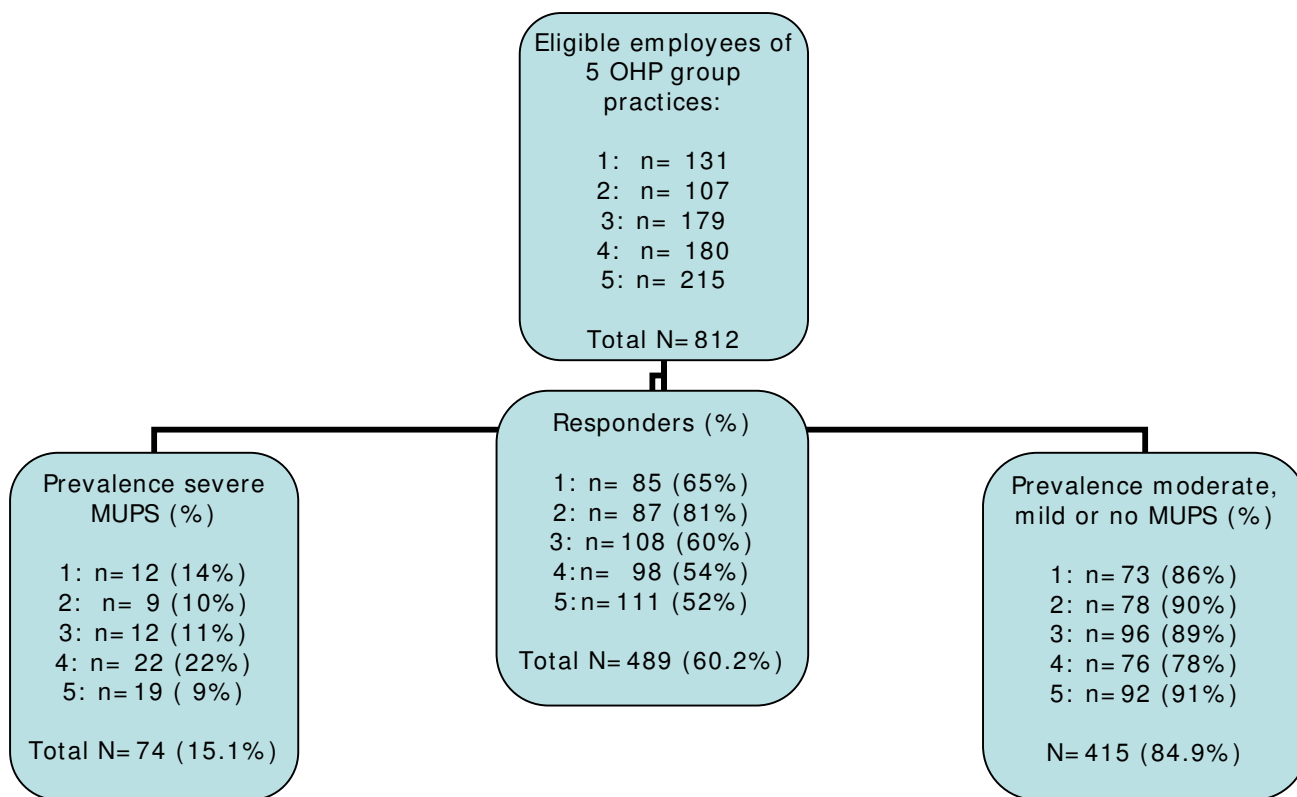 Eligible employees of
5 OHP group
practices:
1: n= 131
2: n= 107
3: n= 179
4: n= 180
5: n= 215
Total N= 812
Responders (%)
1: n= 85 (65%)
2: n= 87 (81%)
3: n=108 (60%)
4:n= 98 (54%)
5:n=111 (52%)
Total N= 489 (60.2%)
Prevalence severe
MUPS (%)
1: n=12 (14%)
2: n= 9 (10%)
3: n=12 (11%)
4: n= 22 (22%)
5: n=19 ( 9%)
Total N= 74 (15.1%)
Prevalence moderate,
mild or no MUPS (%)
1: n=73 (86%)
2: n=78 (90%)
3: n=96 (89%)
4: n=76 (78%)
5: n=92 (91%)
N=415 (84.9%)